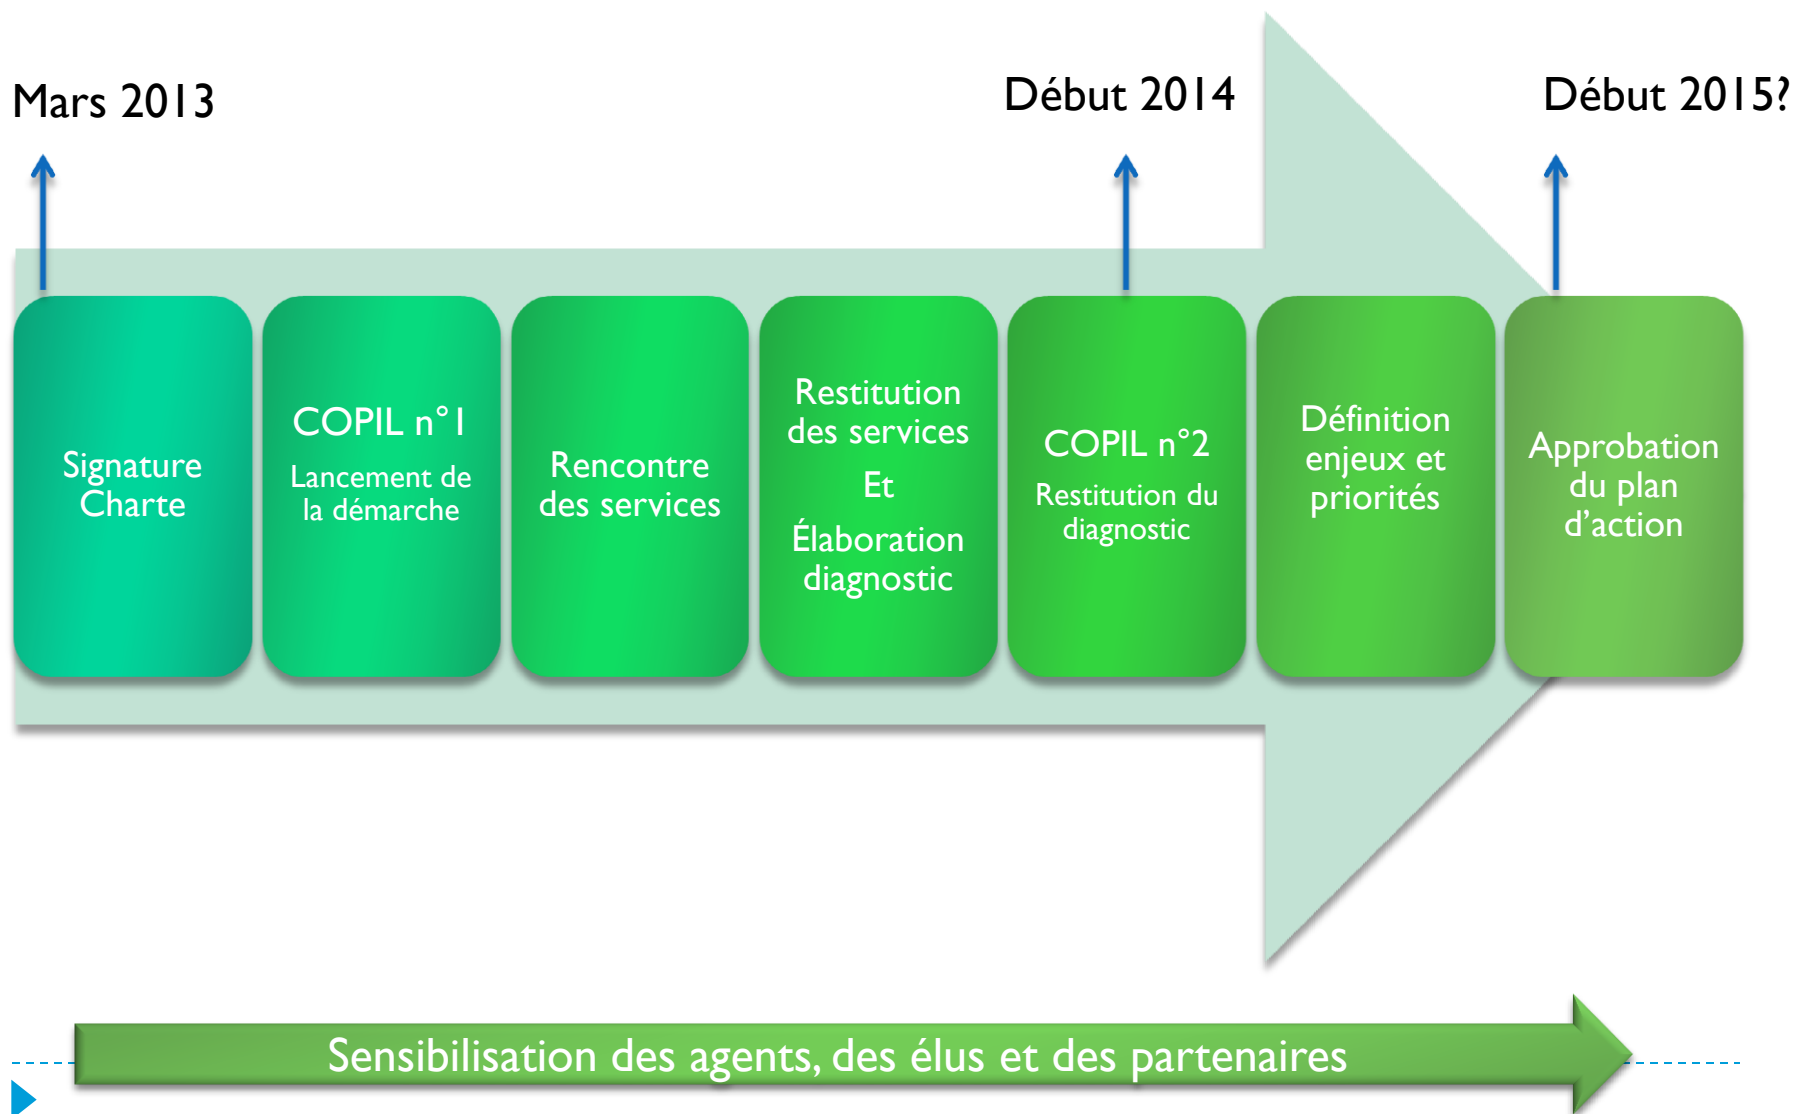 Mars 2013
Début 2014
Début 2015?
Signature
Charte
COPIL n°1
Lancement de
la démarche
Rencontre
des services
Restitution
des services
Et
Élaboration
diagnostic
COPIL n°2
Restitution du
diagnostic
Définition
enjeux et
priorités
Approbation
du plan
d’action
Sensibilisation des agents, des élus et des partenaires